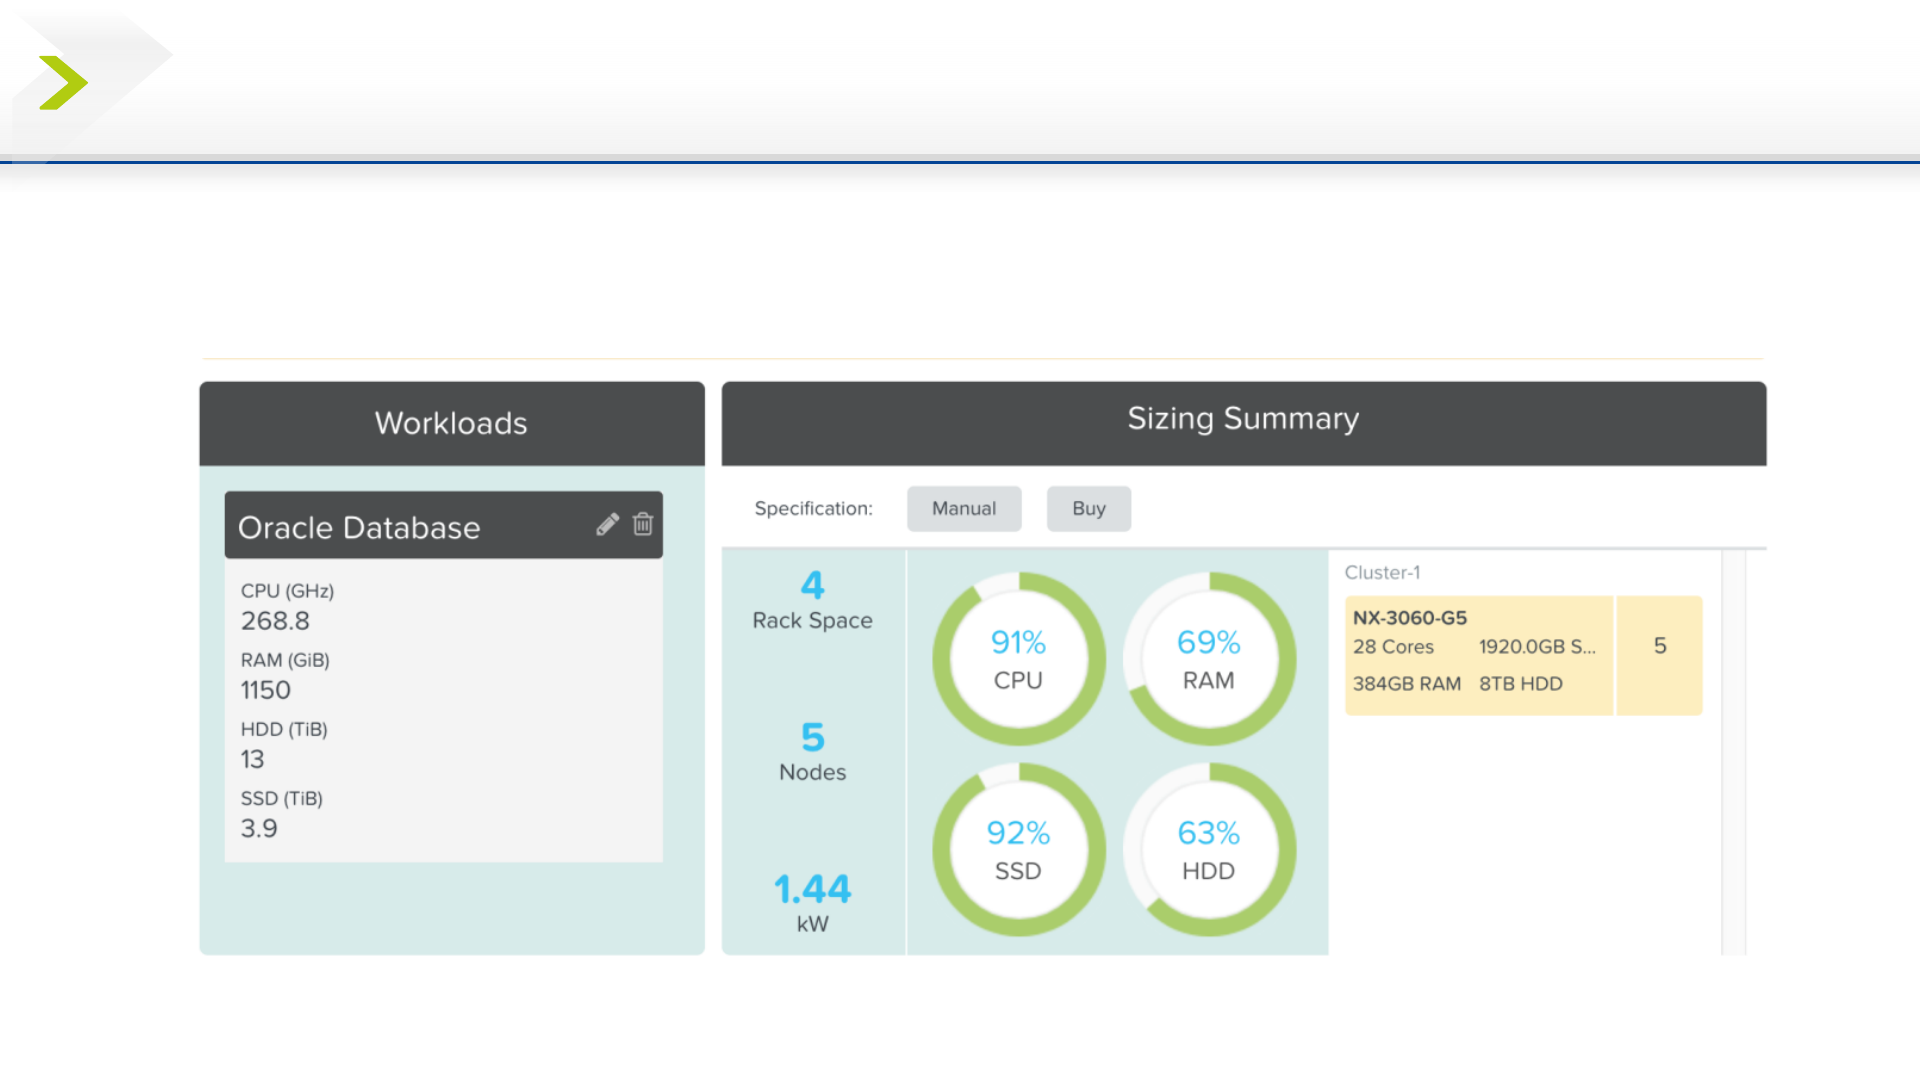 Workloads
Oracle Database
CPU (GHz)
268.8
RAM (GiB)
1150
HDD (TiB)
13
SSD (TiB)
3.9
Sizing Summary
Specification: Manual Buy
4
Rack Space
5
Nodes
1.44
kW
91%
CPU
69%
RAM
92%
SSD
63%
HDD
Cluster-1
NX-3060-G5
28 Cores 1920.0GB S...
384GB RAM 8TB HDD
5